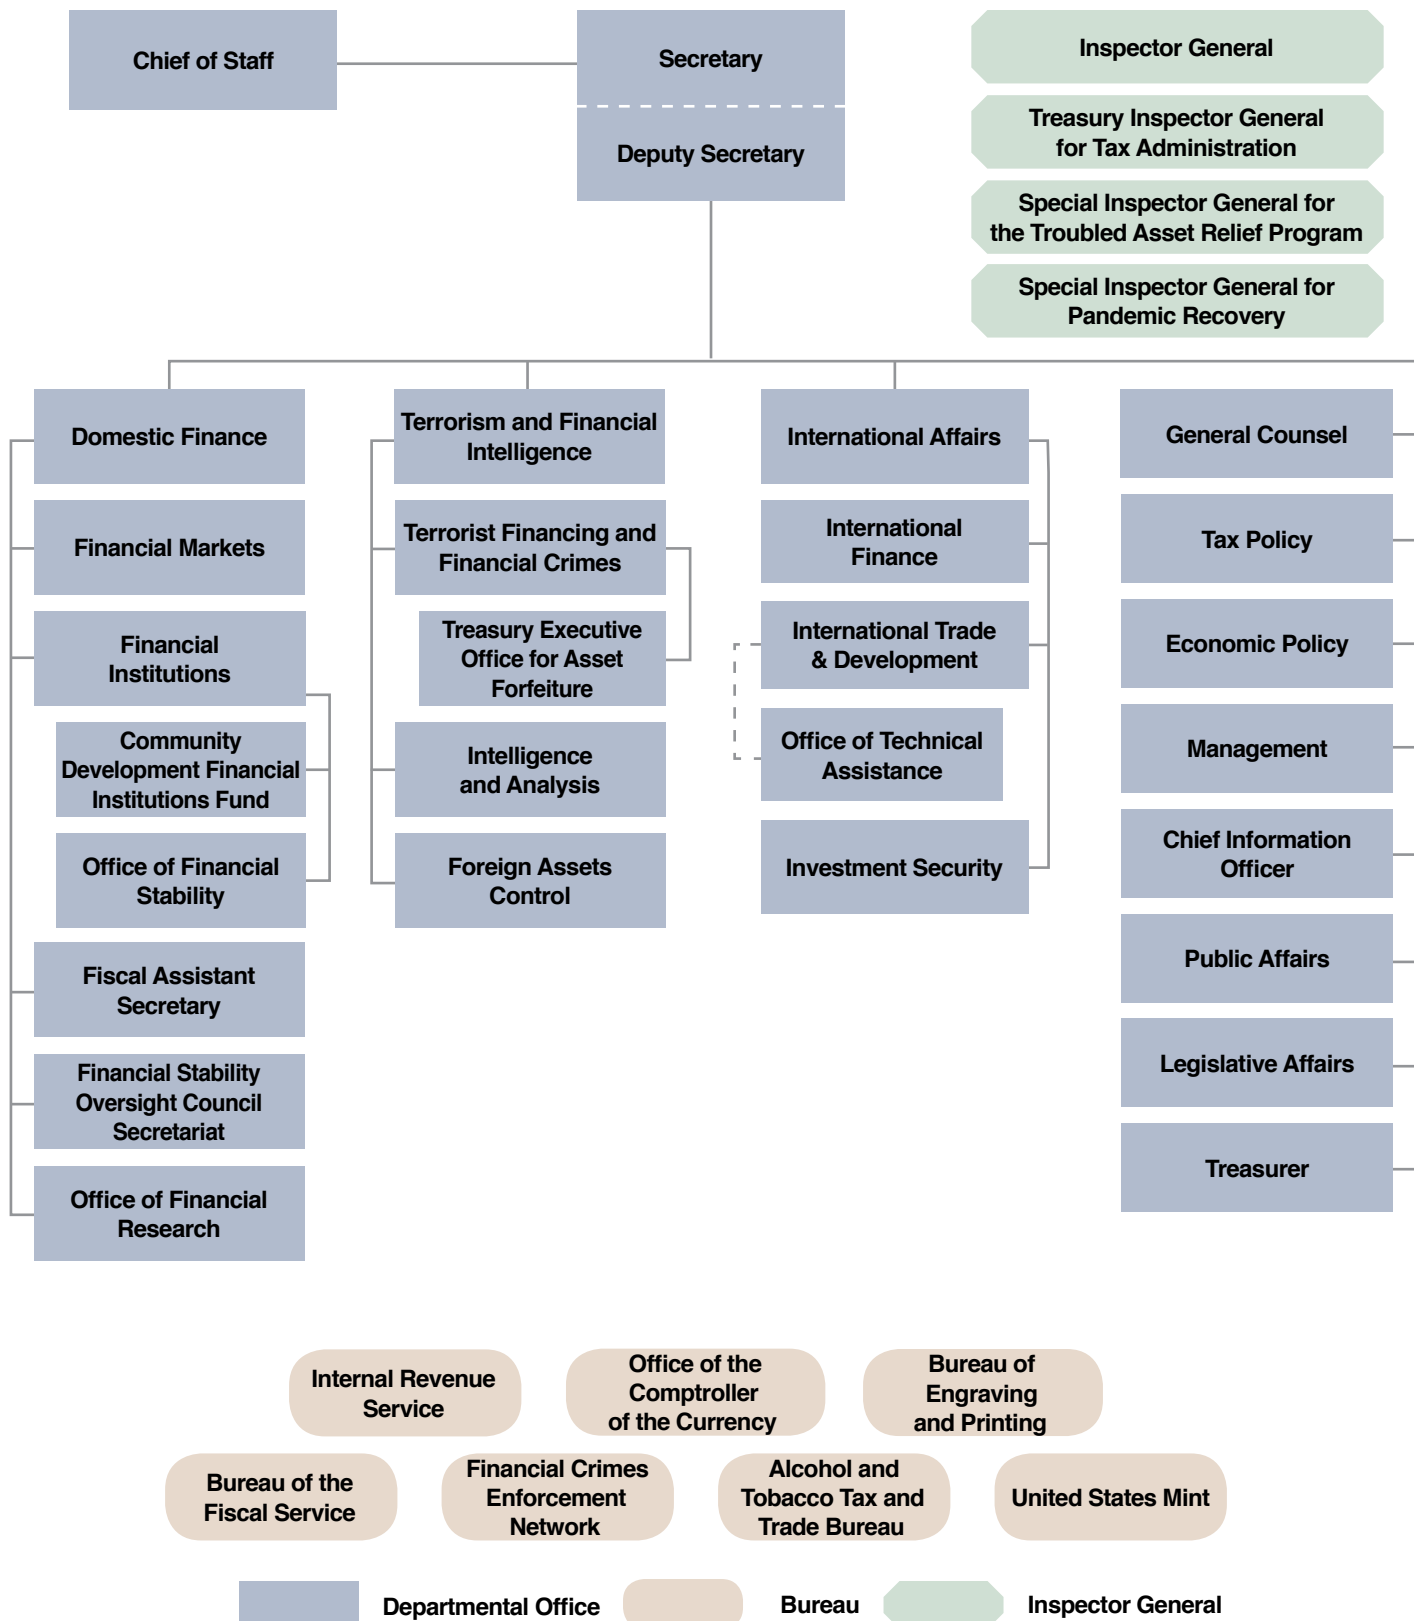 Chief of Staff
Secretary
Deputy Secretary
Inspector General
Treasury Inspector General
for Tax Administration
Special Inspector General for
the Troubled Asset Relief Program
Special Inspector General for
Pandemic Recovery
Domestic Finance
Financial Markets
Financial
Institutions
Community
Development Financial
Institutions Fund
Office of Financial
Stability
Fiscal Assistant
Secretary
Financial Stability
Oversight Council
Secretariat
Office of Financial
Research
Terrorism and Financial
Intelligence
Terrorist Financing and
Financial Crimes
Treasury Executive
Office for Asset
Forfeiture
Intelligence
and Analysis
Foreign Assets
Control
International Affairs
International
Finance
International Trade
& Development
Office of Technical
Assistance
Investment Security
General Counsel
Tax Policy
Economic Policy
Management
Chief Information
Officer
Public Affairs
Legislative Affairs
Treasurer
Internal Revenue
Service
Office of the
Comptroller
of the Currency
Bureau of
Engraving
and Printing
Bureau of the
Fiscal Service
Financial Crimes
Enforcement
Network
Alcohol and
Tobacco Tax and
Trade Bureau
United States Mint
Departmental Office
Bureau
Inspector General